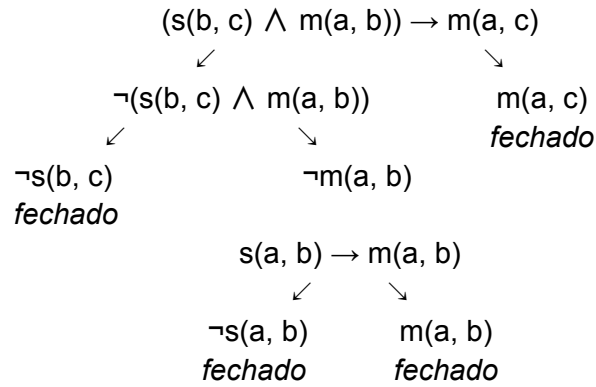 (s(b, c) ∧ m(a, b)) → m(a, c)
¬(s(b, c) ∧ m(a, b))
m(a, c)
fechado
¬s(b, c)
fechado
¬m(a, b)
s(a, b) → m(a, b)
¬s(a, b)
fechado
m(a, b)
fechado